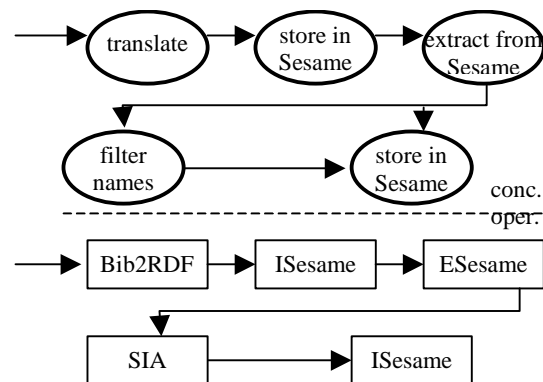 translate
store in
Sesame
extract from
Sesame
filter
names
store in
Sesame
conc.
oper.
Bib2RDF
ISesame
ESesame
SIA
ISesame